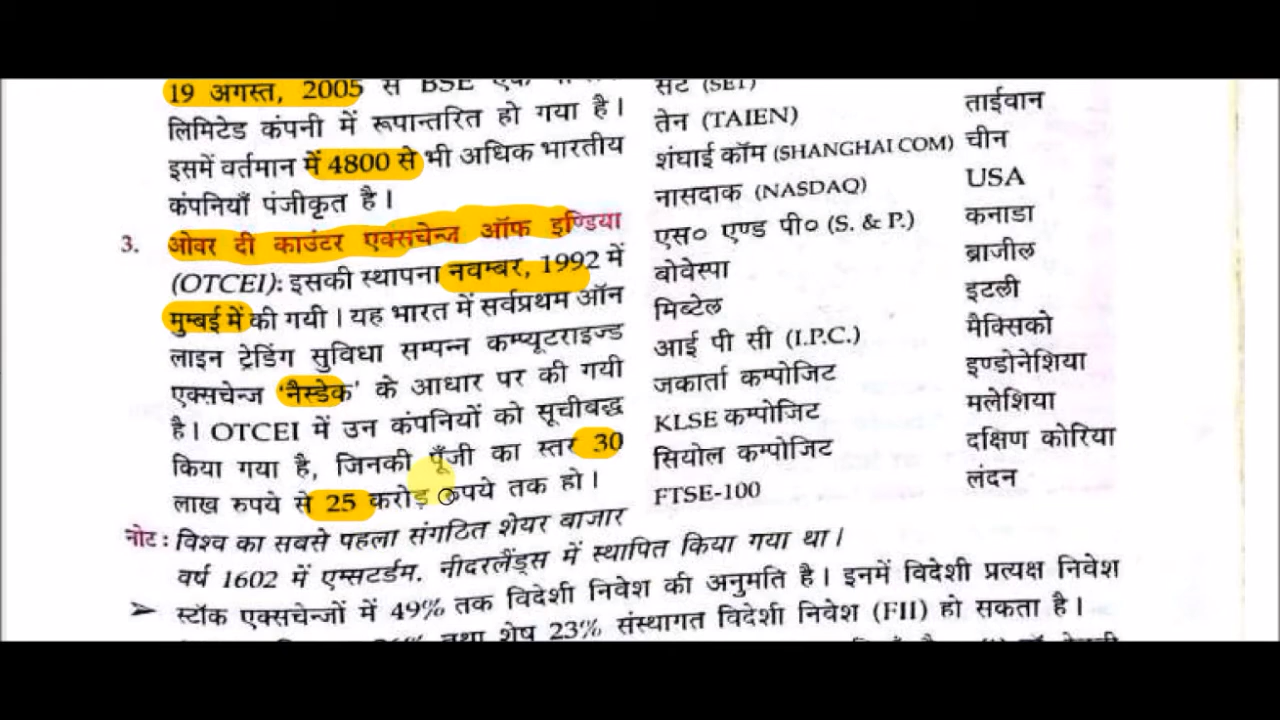 19 अगस्त, 2005 से BSE एक
लिमिटेड कंपनी में रूपान्तरित हो गया है।
इसमें वर्तमान में 4800 से भी अधिक भारतीय
कंपनियाँ पंजीकृत है।
3. ओवर दी काउंटर एक्सचेन्ज ऑफ इण्डिया
(OTCEI): इसकी स्थापना नवम्बर, 1992 में
मुम्बई में की गयी। यह भारत में सर्वप्रथम ऑन
लाइन ट्रेडिंग सुविधा सम्पन्न कम्प्यूटराइज्ड
एक्सचेन्ज 'नैस्डेक' के आधार पर की गयी
है। OTCEI में उन कंपनियों को सूचीबद्ध
किया गया है, जिनकी पूँजी का स्तर 30
लाख रुपये से 25 करोड़ रुपये तक हो।
सेट (SET)
तेन (TAIEN) ताईवान
शंघाई कॉम (SHANGHAI COM) चीन
नासदाक (NASDAQ) USA
एस० एण्ड पी० (S. & P.) कनाडा
बोवेस्पा ब्राजील
मिब्टेल इटली
आई पी सी (I.P.C.) मैक्सिको
जकार्ता कम्पोजिट इण्डोनेशिया
KLSE कम्पोजिट मलेशिया
सियोल कम्पोजिट दक्षिण कोरिया
FTSE-100 लंदन
नोट: विश्व का सबसे पहला संगटित शेयर बाजार
वर्ष 1602 में एम्सटर्डम. नीदरलैंड्स में स्थापित किया गया था।
➢ स्टॉक एक्सचेन्जों में 49% तक विदेशी निवेश की अनुमति है। इनमें विदेशी प्रत्यक्ष निवेश
तथा शेष 23% संस्थागत विदेशी निवेश (FII) हो सकता है।